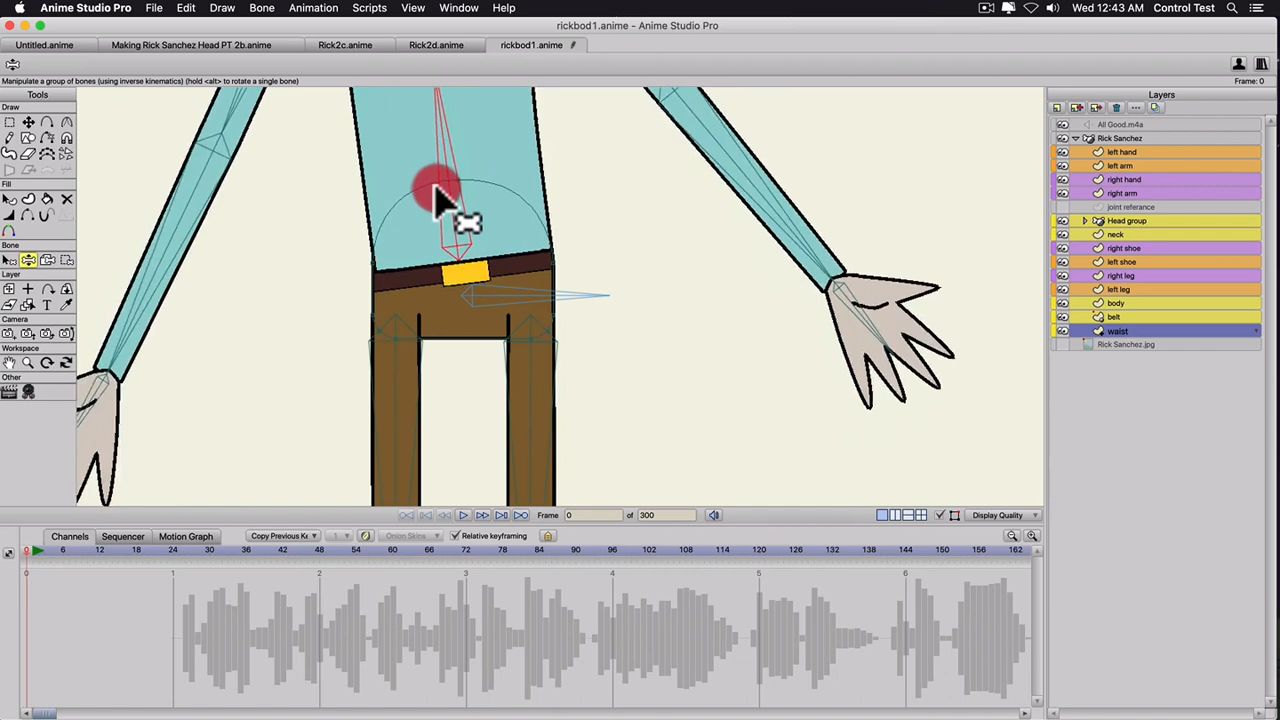 Anime Studio Pro File Edit Draw Bone Animation Scripts View Window Help Wed 12:43 AM Control Test
rickbod1.anime - Anime Studio Pro
Untitled.anime Making Rick Sanchez Head PT 2b.anime Rick2c.anime Rick2d.anime rickbod1.anime
Manipulate a group of bones (using inverse kinematics) (hold <alt> to rotate a single bone) Frame: 0
Tools
Draw
Fill
Bone
Layer
Workspace
Other
Layers
All Good.m4a
Rick Sanchez
left hand
left arm
right hand
right arm
joint referance
Head group
neck
right shoe
left shoe
right leg
left leg
body
belt
waist
Rick Sanchez.jpg
Frame 0 of 300 Display Quality
Channels Sequencer Motion Graph Copy Previous Ke 1 Onion Skins Relative keyframing
0 6 12 18 24 30 36 42 48 54 60 66 72 78 84 90 96 102 108 114 120 126 132 138 144 150 156 162
0 1 2 3 4 5 6